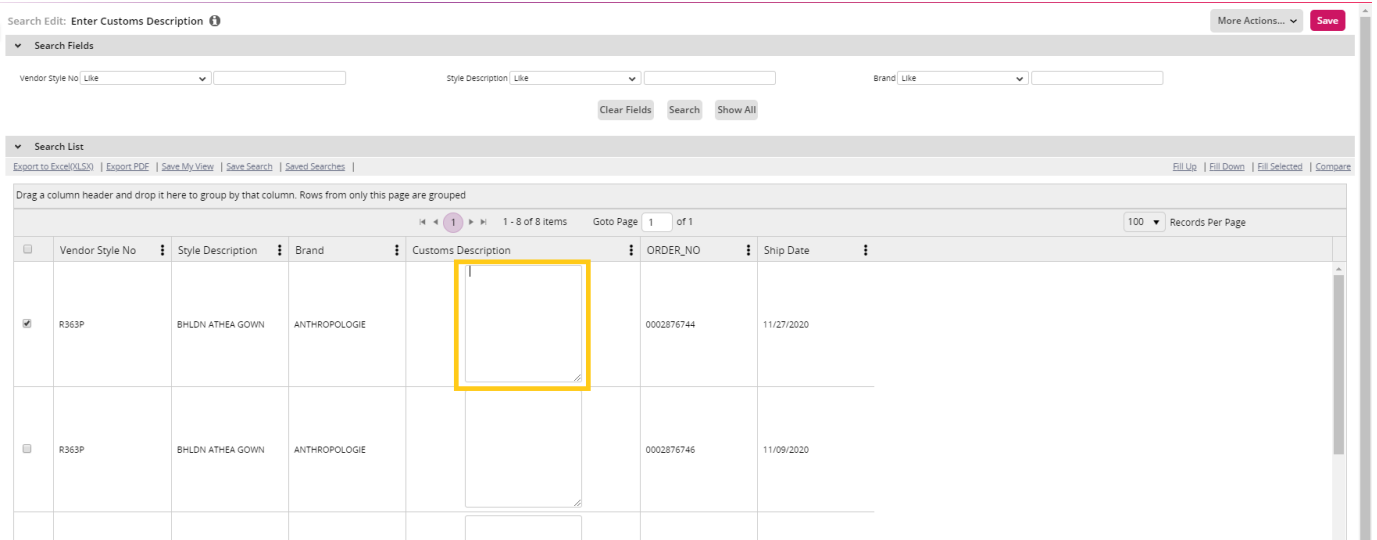 Search Edit: Enter Customs Description
More Actions... Save
Search Fields
Vendor Style No Like Style Description Like Brand Like
Clear Fields Search Show All
Search List
Export to Excel(XLSX) | Export PDF | Save My View | Save Search | Saved Searches | Fill Up | Fill Down | Fill Selected | Compare
Drag a column header and drop it here to group by that column. Rows from only this page are grouped
1 1 - 8 of 8 items Goto Page 1 of 1 100 Records Per Page
Vendor Style No Style Description Brand Customs Description ORDER_NO Ship Date
R363P BHLDN ATHEA GOWN ANTHROPOLOGIE 0002876744 11/27/2020
R363P BHLDN ATHEA GOWN ANTHROPOLOGIE 0002876746 11/09/2020